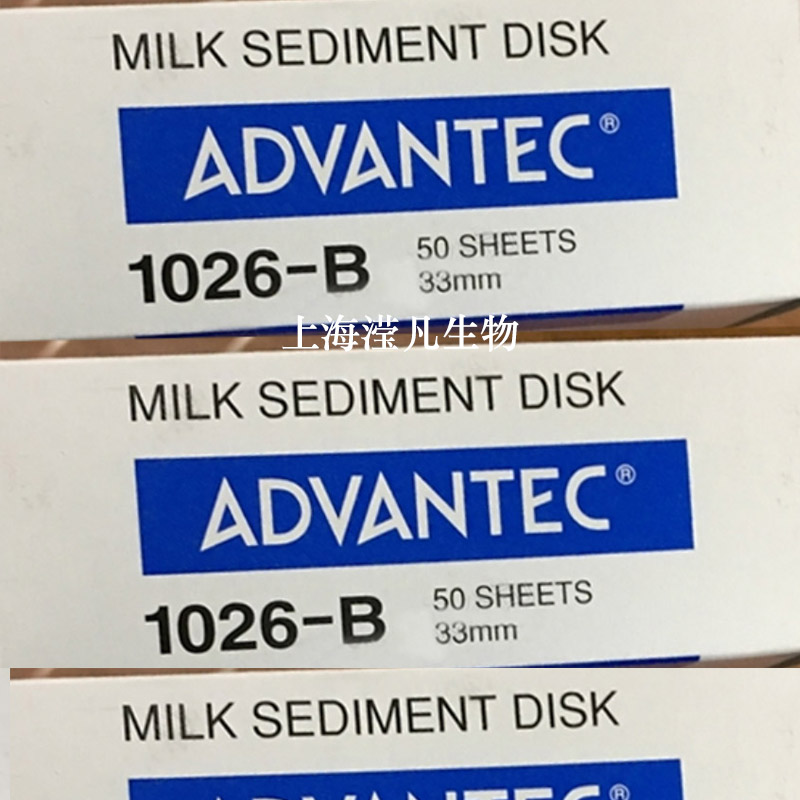 MILK SEDIMENT DISK
ADVANTEC®
1026-B
50 SHEETS
33mm
上海滢凡生物
MILK SEDIMENT DISK
ADVANTEC®
1026-B
50 SHEETS
33mm
MILK SEDIMENT DISK
ADVANTEC®